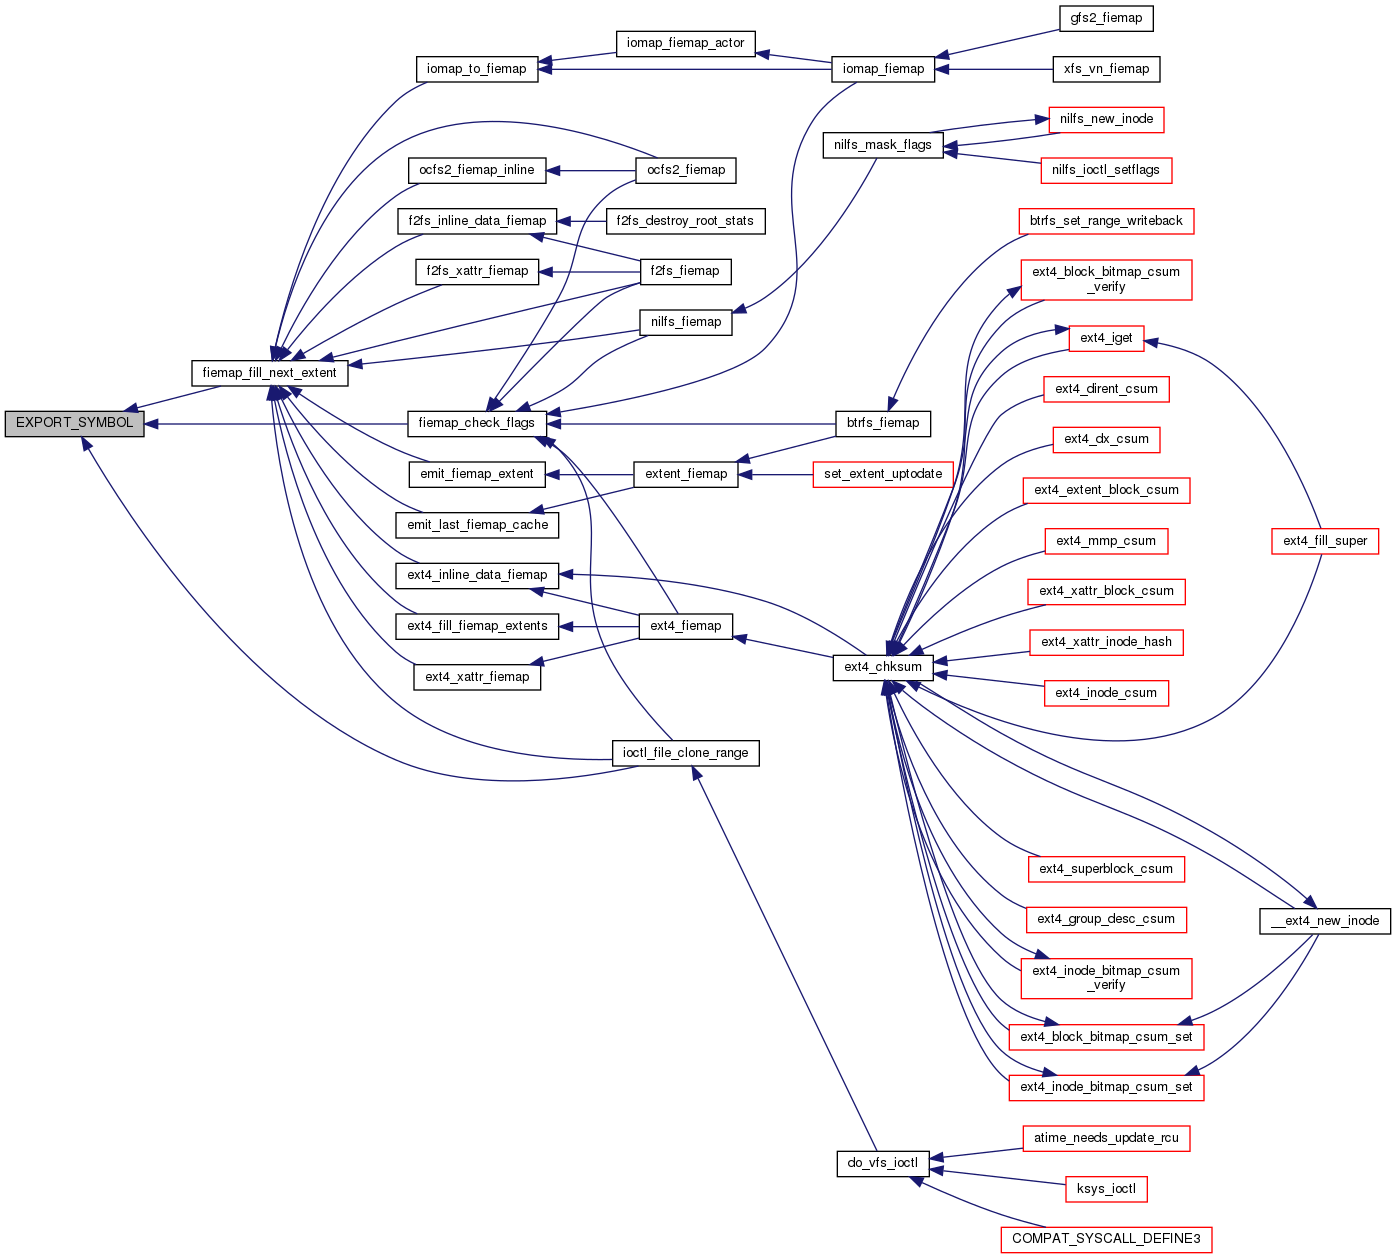 gfs2_fiemap
iomap_fiemap_actor
iomap_to_fiemap
iomap_fiemap
xfs_vn_fiemap
nilfs_new_inode
nilfs_mask_flags
ocfs2_fiemap_inline
ocfs2_fiemap
nilfs_ioctl_setflags
f2fs_inline_data_fiemap
f2fs_destroy_root_stats
btrfs_set_range_writeback
f2fs_xattr_fiemap
f2fs_fiemap
ext4_block_bitmap_csum
_verify
nilfs_fiemap
ext4_iget
fiemap_fill_next_extent
ext4_dirent_csum
EXPORT_SYMBOL
fiemap_check_flags
btrfs_fiemap
ext4_dx_csum
emit_fiemap_extent
extent_fiemap
set_extent_uptodate
ext4_extent_block_csum
emit_last_fiemap_cache
ext4_mmp_csum
ext4_fill_super
ext4_inline_data_fiemap
ext4_xattr_block_csum
ext4_fill_fiemap_extents
ext4_fiemap
ext4_xattr_inode_hash
ext4_xattr_fiemap
ext4_chksum
ext4_inode_csum
ioctl_file_clone_range
ext4_superblock_csum
ext4_group_desc_csum
__ext4_new_inode
ext4_inode_bitmap_csum
_verify
ext4_block_bitmap_csum_set
ext4_inode_bitmap_csum_set
atime_needs_update_rcu
do_vfs_ioctl
ksys_ioctl
COMPAT_SYSCALL_DEFINE3